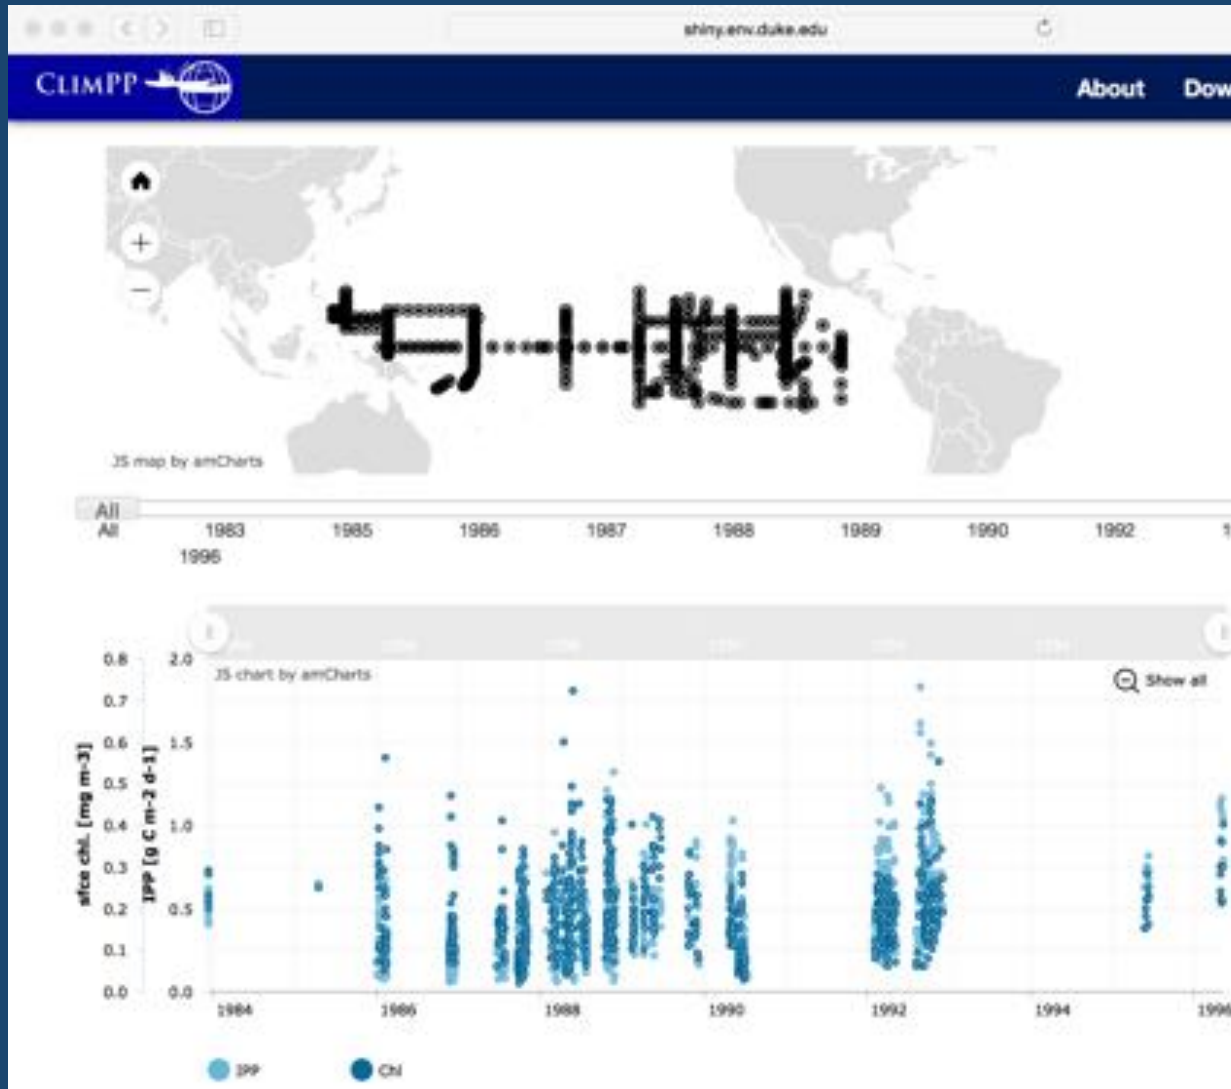 shiny.env.duke.edu
CLIMPP
About Dow
JS map by amCharts
All
All 1983 1985 1986 1987 1988 1989 1990 1992 1
1996
0.8 2.0
JS chart by amCharts
Show all
0.7
0.6 1.5
0.5
0.4 1.0
0.3
0.2 0.5
0.1
0.0 0.0
sfce chl. [mg m-3]
IPP [g C m-2 d-1]
1984 1986 1988 1990 1992 1994 1996
IPP Chl